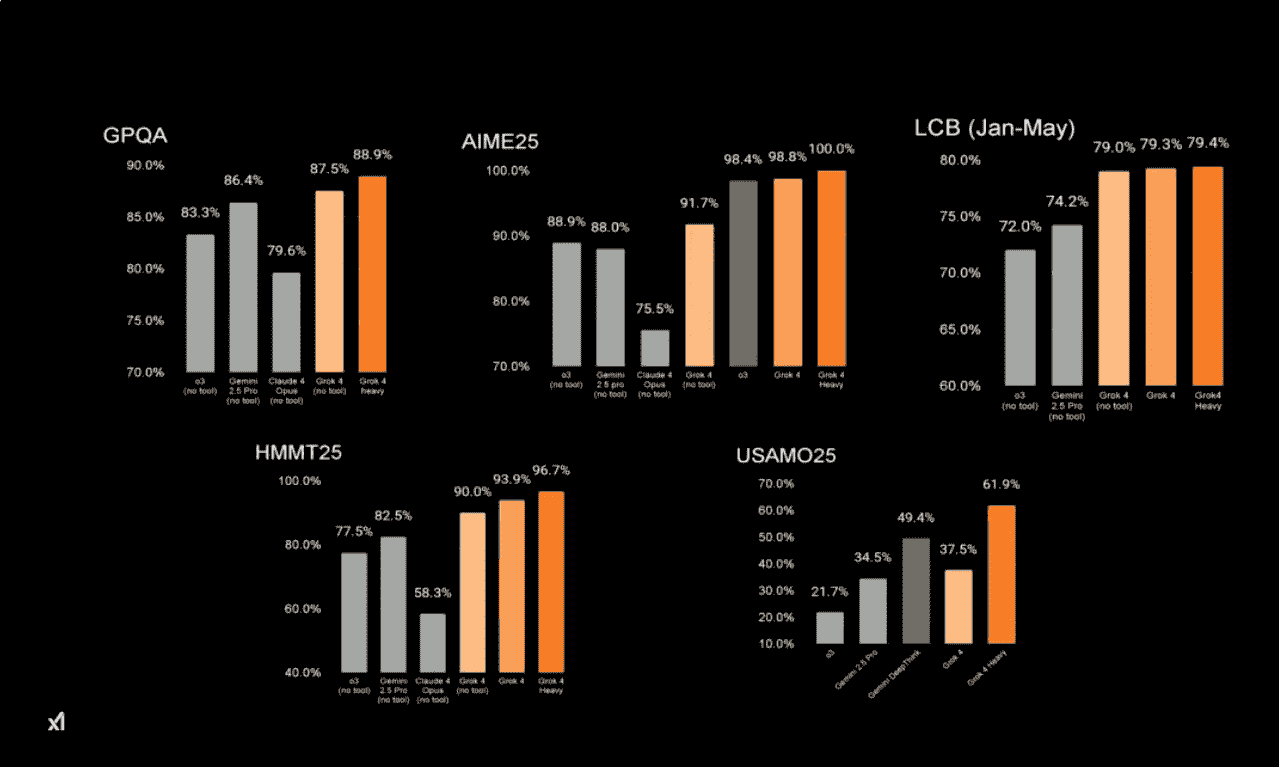 GPQA
90.0%
85.0%
80.0%
75.0%
70.0%
83.3%
86.4%
79.6%
87.5%
88.9%
o3
(no tool)
Gemini
2.5 Pro
(no tool)
Claude 4
Opus
(no tool)
Grok 4
(no tool)
Grok 4
heavy
AIME25
100.0%
90.0%
80.0%
70.0%
88.9%
88.0%
75.5%
91.7%
98.4%
98.8%
100.0%
o3
(no tool)
Gemini
2.5 pro
(no tool)
Claude 4
Opus
(no tool)
Grok 4
(no tool)
o3
Grok 4
Grok 4
Heavy
LCB (Jan-May)
80.0%
75.0%
70.0%
65.0%
60.0%
72.0%
74.2%
79.0%
79.3%
79.4%
o3
(no tool)
Gemini
2.5 Pro
(no tool)
Grok 4
(no tool)
Grok 4
Grok4
Heavy
HMMT25
100.0%
80.0%
60.0%
40.0%
77.5%
82.5%
58.3%
90.0%
93.9%
96.7%
o3
(no tool)
Gemini
2.5 Pro
(no tool)
Claude 4
Opus
(no tool)
Grok 4
(no tool)
Grok 4
Grok 4
Heavy
USAMO25
70.0%
60.0%
50.0%
40.0%
30.0%
20.0%
10.0%
21.7%
34.5%
49.4%
37.5%
61.9%
o3
Gemini 2.5 Pro
Gemini DeepThink
Grok 4
Grok 4 Heavy
xI